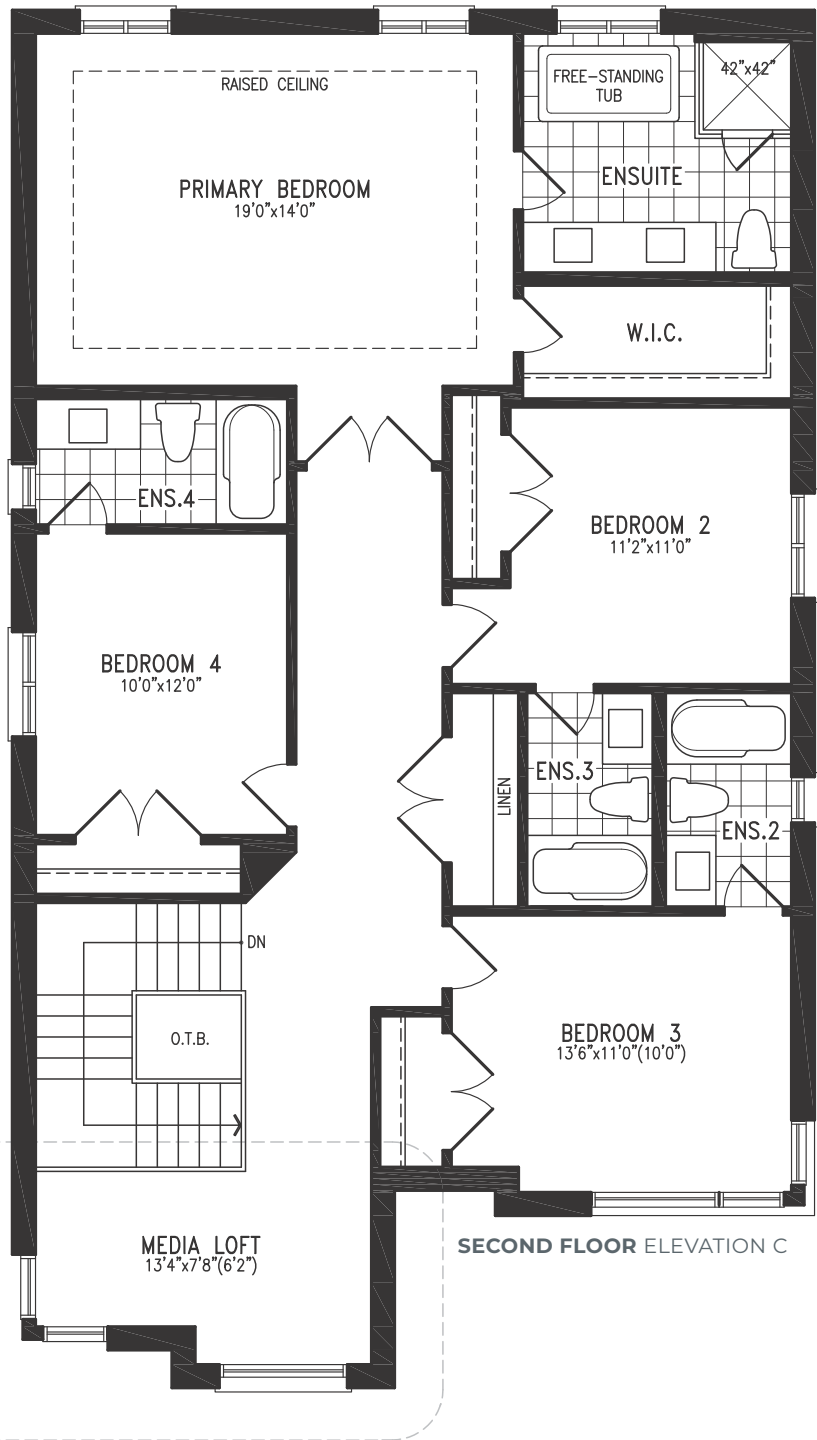 RAISED CEILING
PRIMARY BEDROOM
19'0"x14'0"
FREE-STANDING
TUB
42"x42"
ENSUITE
W.I.C.
ENS.4
BEDROOM 2
11'2"x11'0"
BEDROOM 4
10'0"x12'0"
LINEN
ENS.3
ENS.2
DN
O.T.B.
BEDROOM 3
13'6"x11'0"(10'0")
MEDIA LOFT
13'4"x7'8"(6'2")
SECOND FLOOR ELEVATION C